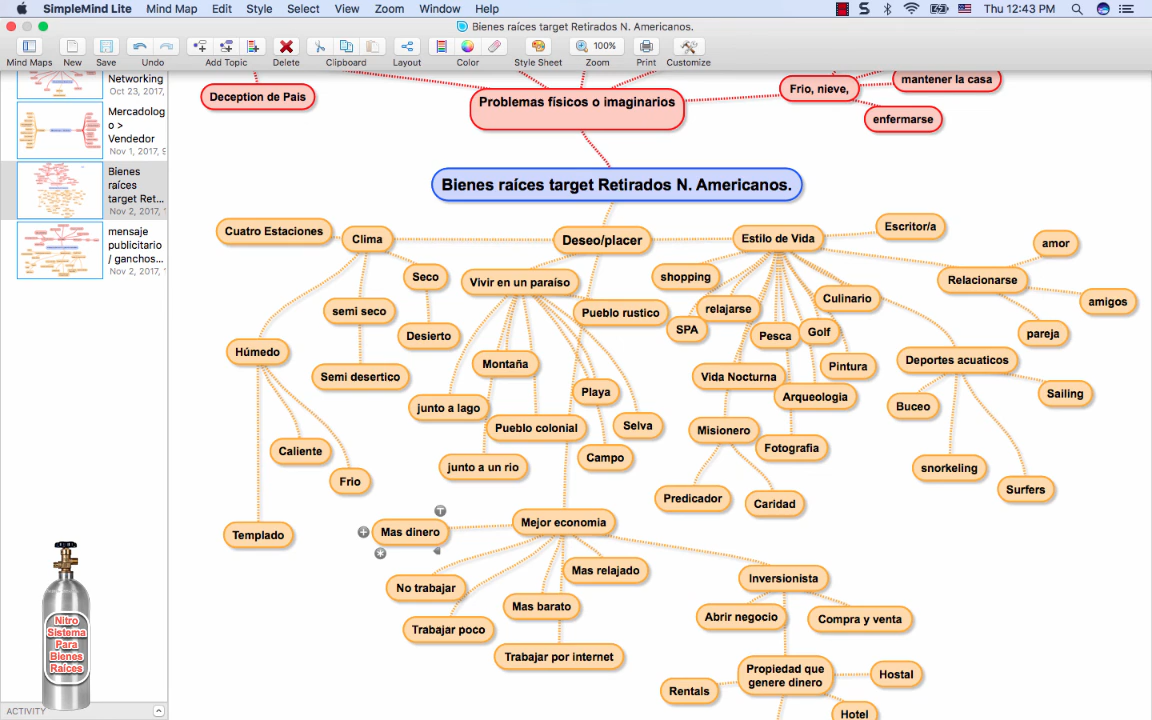 SimpleMind Lite Mind Map Edit Style Select View Zoom Window Help Thu 12:43 PM
Bienes raíces target Retirados N. Americanos.
100%
Mind Maps New Save Undo Add Topic Delete Clipboard Layout Color Style Sheet Zoom Print Customize
Networking
Oct 23, 2017,
Mercadolog
o >
Vendedor
Nov 1, 2017, 9
Bienes
raíces
target Ret...
Nov 2, 2017,
mensaje
publicitario
/ ganchos...
Nov 2, 2017,
Nitro
Sistema
Para
Bienes
Raíces
ACTIVITY
Deception de Pais
Problemas físicos o imaginarios
Frio, nieve,
mantener la casa
enfermarse
Bienes raíces target Retirados N. Americanos.
Cuatro Estaciones
Clima
Deseo/placer
Estilo de Vida
Escritor/a
amor
Seco
Vivir en un paraíso
shopping
Relacionarse
semi seco
Pueblo rustico
relajarse
Culinario
amigos
Desierto
SPA
Pesca
Golf
pareja
Húmedo
Montaña
Pintura
Deportes acuaticos
Semi desertico
Vida Nocturna
Playa
Arqueologia
Sailing
junto a lago
Buceo
Pueblo colonial
Selva
Misionero
Caliente
Fotografia
junto a un rio
Campo
snorkeling
Frio
Predicador
Caridad
Surfers
Templado
Mas dinero
Mejor economia
No trabajar
Mas relajado
Inversionista
Mas barato
Abrir negocio
Compra y venta
Trabajar poco
Trabajar por internet
Propiedad que
genere dinero
Hostal
Rentals
Hotel